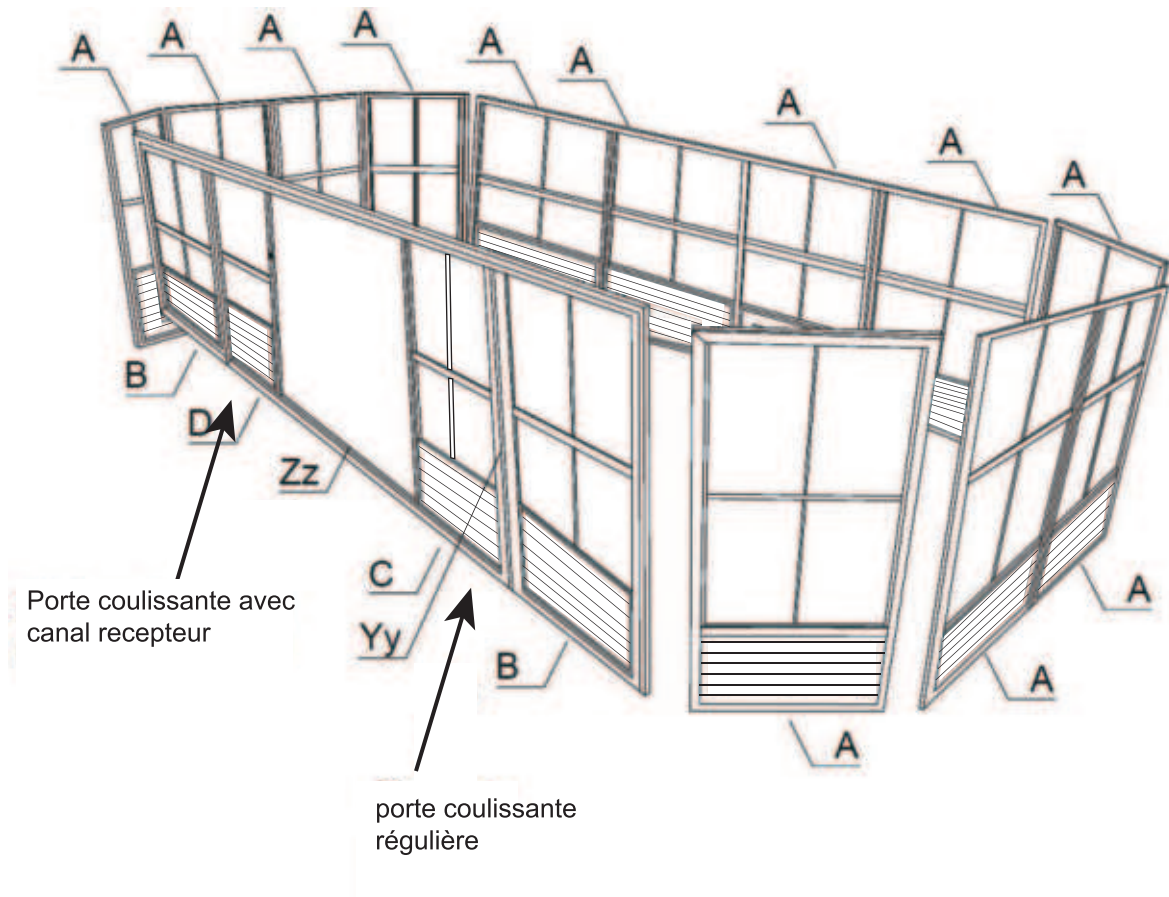 A
A
A
A
A
A
A
A
A
B
D
Zz
C
Yy
B
A
A
A
Porte coulissante avec
canal recepteur
porte coulissante
régulière